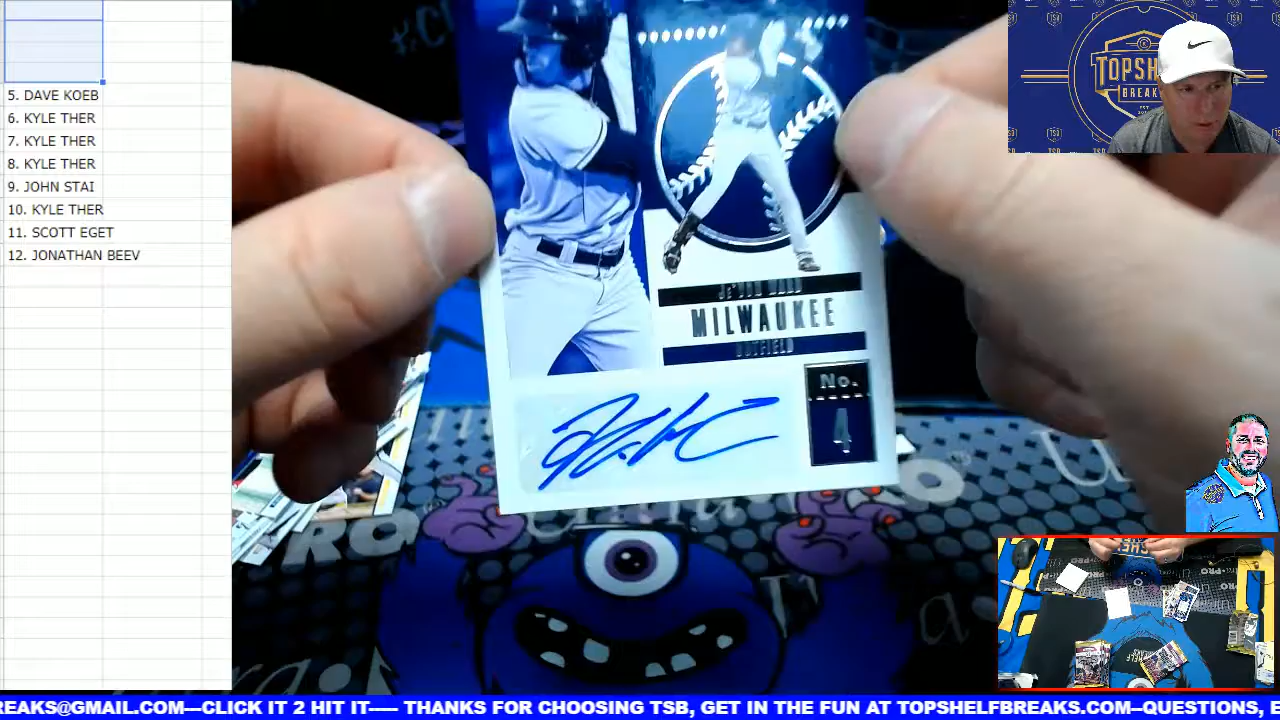 5. DAVE KOEB
6. KYLE THER
7. KYLE THER
8. KYLE THER
9. JOHN STAI
10. KYLE THER
11. SCOTT EGET
12. JONATHAN BEEV
TOPSH
BREAK
MILWAUKEE
OUTFIELD
No.
4
REAKS@GMAIL.COM---CLICK IT 2 HIT IT----- THANKS FOR CHOOSING TSB, GET IN THE FUN AT TOPSHELFBREAKS.COM--QUESTIONS, E